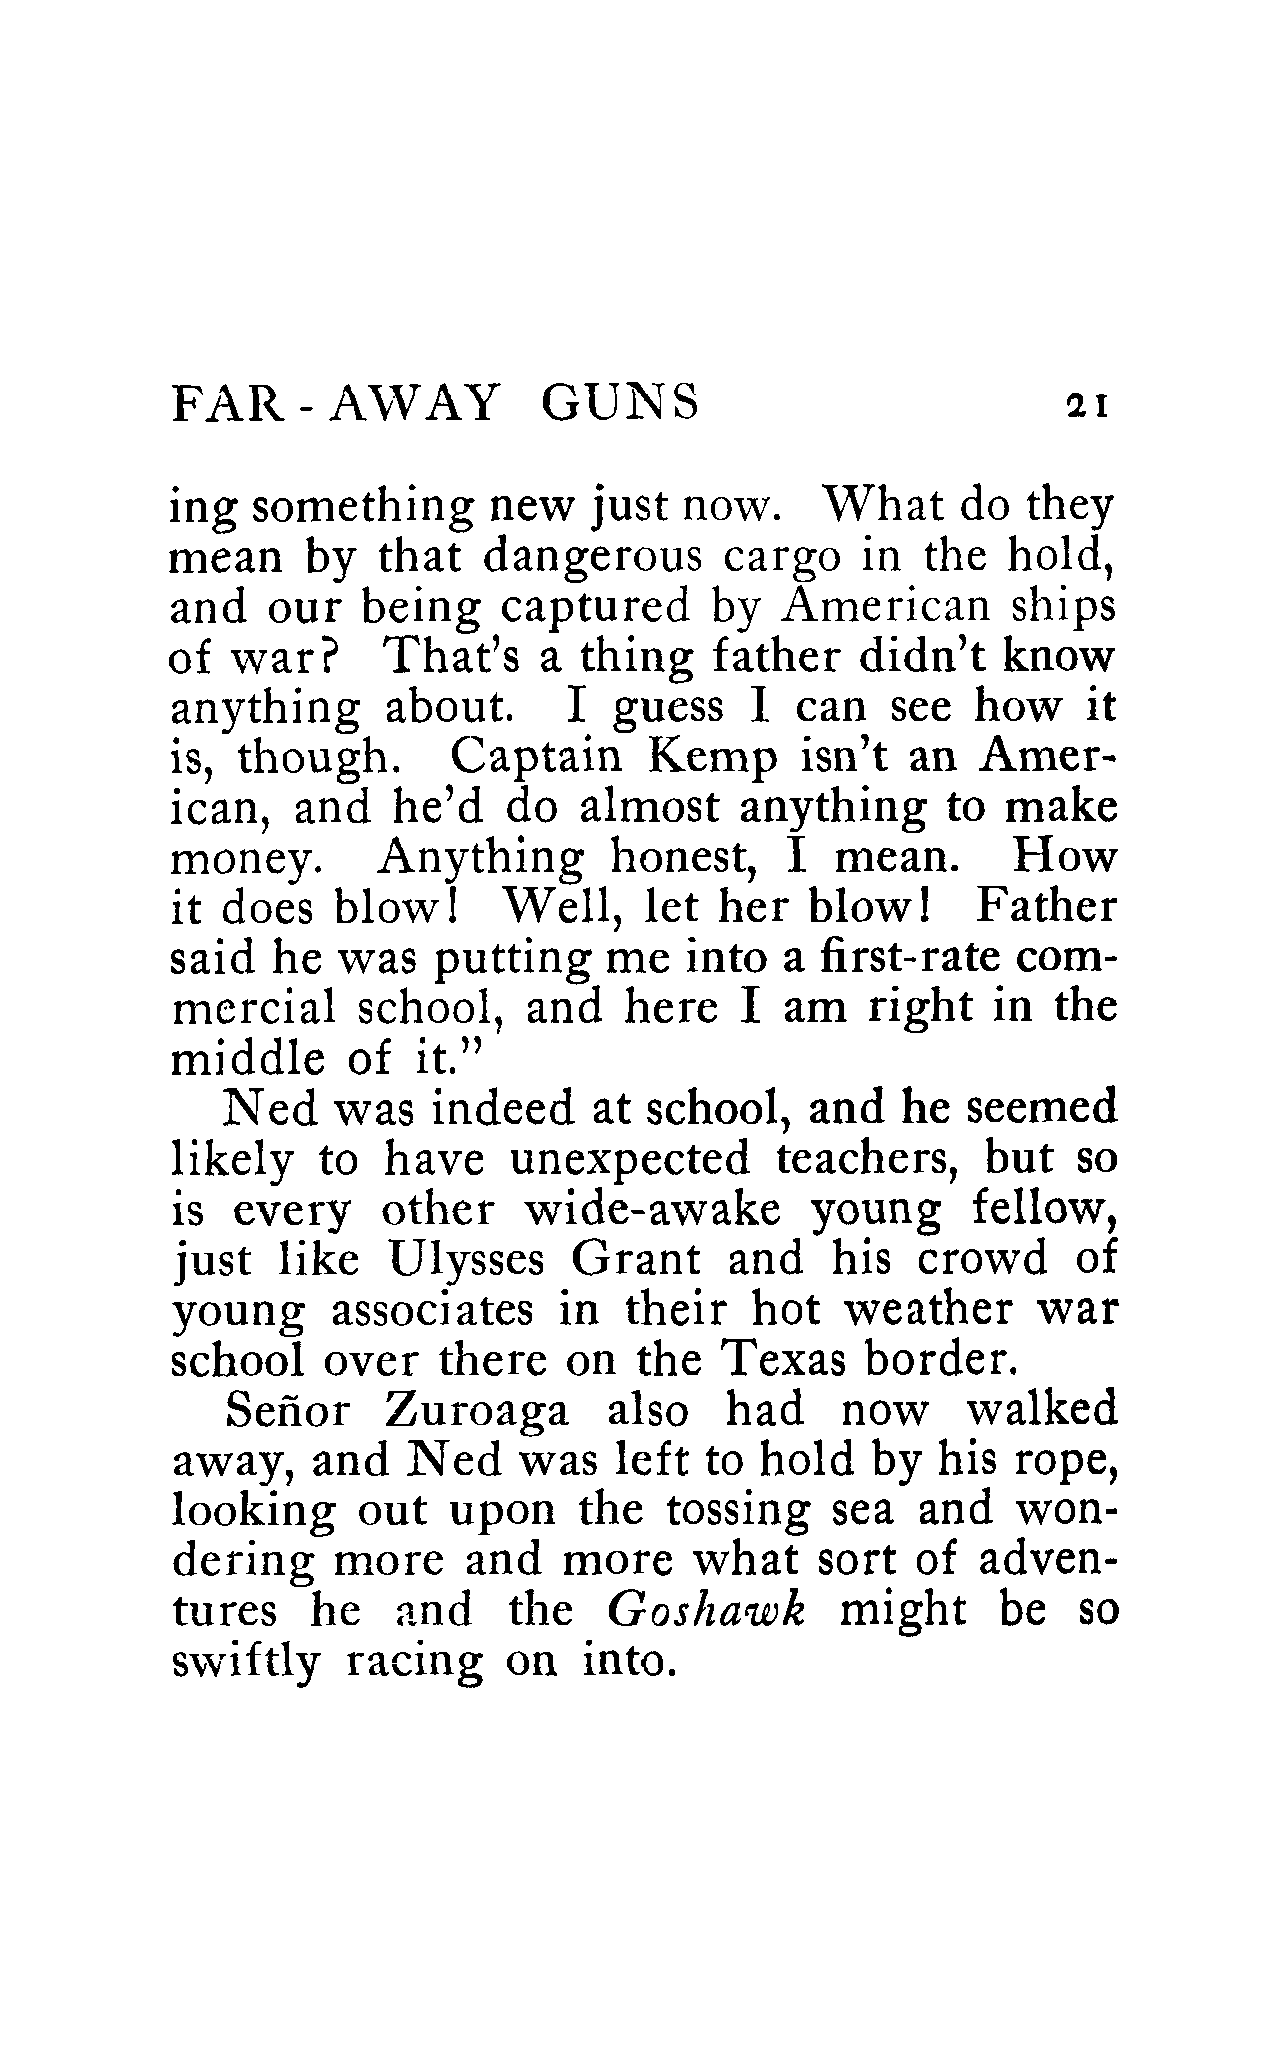 FAR-AWAY GUNS 21
ing something new just now. What do they
mean by that dangerous cargo in the hold,
and our being captured by American ships
of war? That's a thing father didn't know
anything about. I guess I can see how it
is, though. Captain Kemp isn't an Amer-
ican, and he'd do almost anything to make
money. Anything honest, I mean. How
it does blow! Well, let her blow! Father
said he was putting me into a first-rate com-
mercial school, and here I am right in the
middle of it."
Ned was indeed at school, and he seemed
likely to have unexpected teachers, but so
is every other wide-awake young fellow,
just like Ulysses Grant and his crowd of
young associates in their hot weather war
school over there on the Texas border.
Señor Zuroaga also had now walked
away, and Ned was left to hold by his rope,
looking out upon the tossing sea and won-
dering more and more what sort of adven-
tures he and the Goshawk might be so
swiftly racing on into.